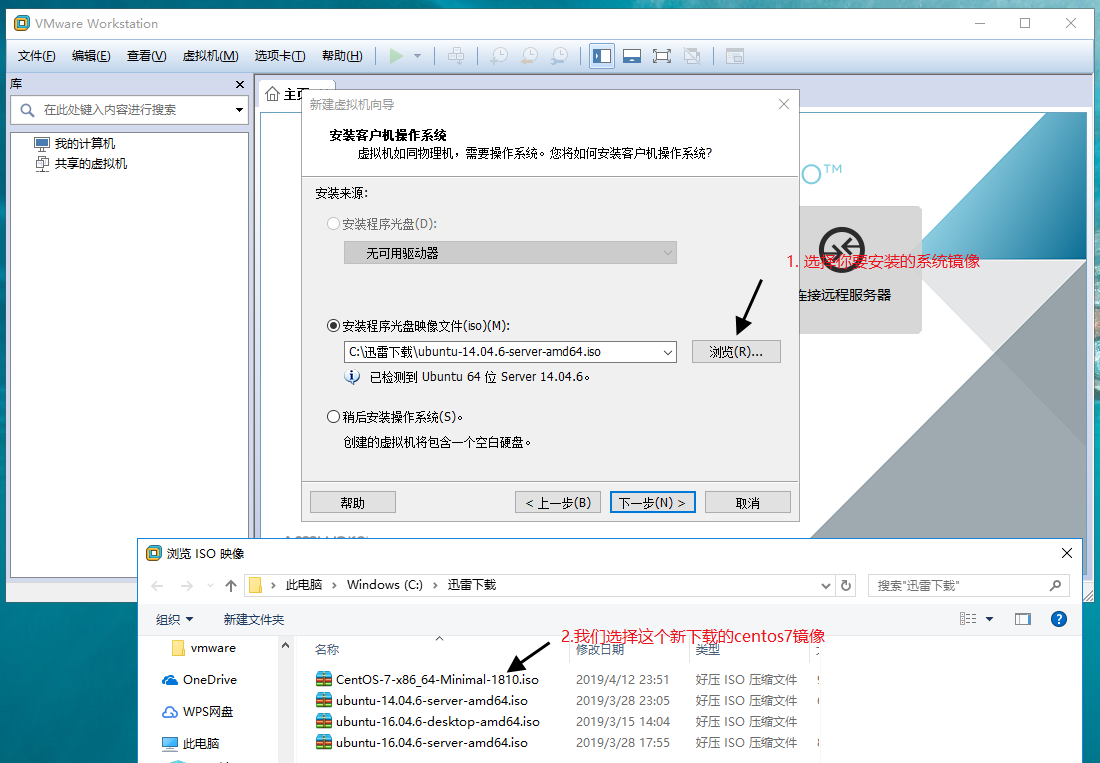 VMware Workstation
文件(F) 编辑(E) 查看(V) 虚拟机(M) 选项卡(T) 帮助(H)
库
在此处键入内容进行搜索
我的计算机
共享的虚拟机
主页
新建虚拟机向导
安装客户机操作系统
虚拟机如同物理机，需要操作系统。您将如何安装客户机操作系统?
安装来源:
安装程序光盘(D):
无可用驱动器
O™
1. 选择你要安装的系统镜像
连接远程服务器
安装程序光盘映像文件(iso)(M):
C:\迅雷下载\ubuntu-14.04.6-server-amd64.iso
浏览(R)...
已检测到 Ubuntu 64 位 Server 14.04.6。
稍后安装操作系统(S)。
创建的虚拟机将包含一个空白硬盘。
帮助
< 上一步(B)
下一步(N) >
取消
浏览 ISO 映像
此电脑 › Windows (C:) › 迅雷下载
搜索"迅雷下载"
组织 新建文件夹
2.我们选择这个新下载的centos7镜像
vmware
OneDrive
WPS网盘
此电脑
名称 修改日期 类型
CentOS-7-x86_64-Minimal-1810.iso 2019/4/12 23:51 好压 ISO 压缩文件
ubuntu-14.04.6-server-amd64.iso 2019/3/28 23:05 好压 ISO 压缩文件
ubuntu-16.04.6-desktop-amd64.iso 2019/3/15 14:04 好压 ISO 压缩文件
ubuntu-16.04.6-server-amd64.iso 2019/3/28 17:55 好压 ISO 压缩文件